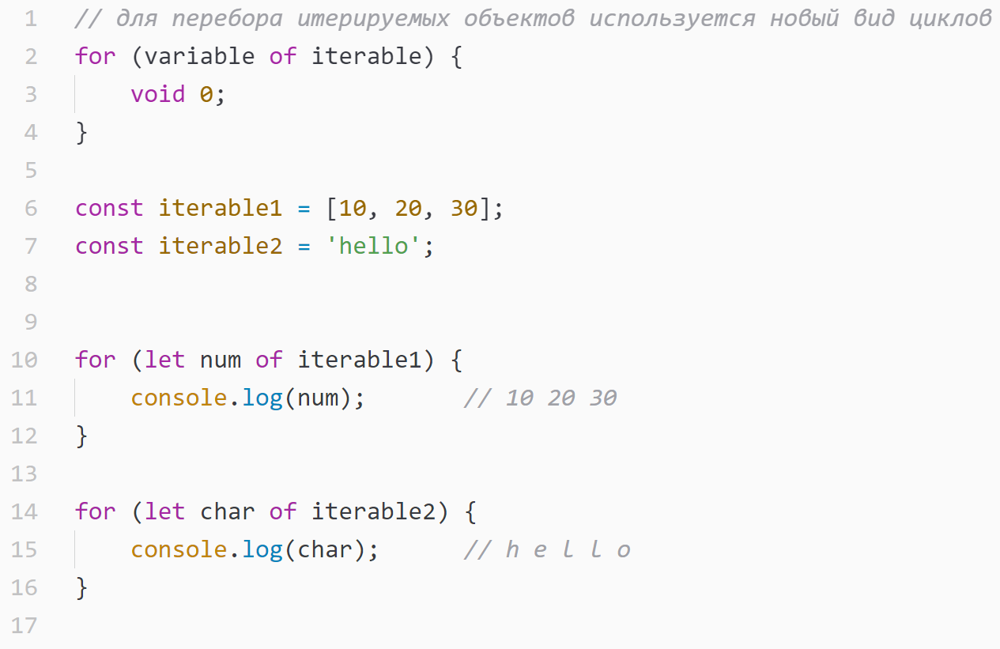 1 // для перебора итерируемых объектов используется новый вид циклов
2 for (variable of iterable) {
3     void 0;
4 }
5
6 const iterable1 = [10, 20, 30];
7 const iterable2 = 'hello';
8
9
10 for (let num of iterable1) {
11     console.log(num);       // 10 20 30
12 }
13
14 for (let char of iterable2) {
15     console.log(char);      // h e l l o
16 }
17